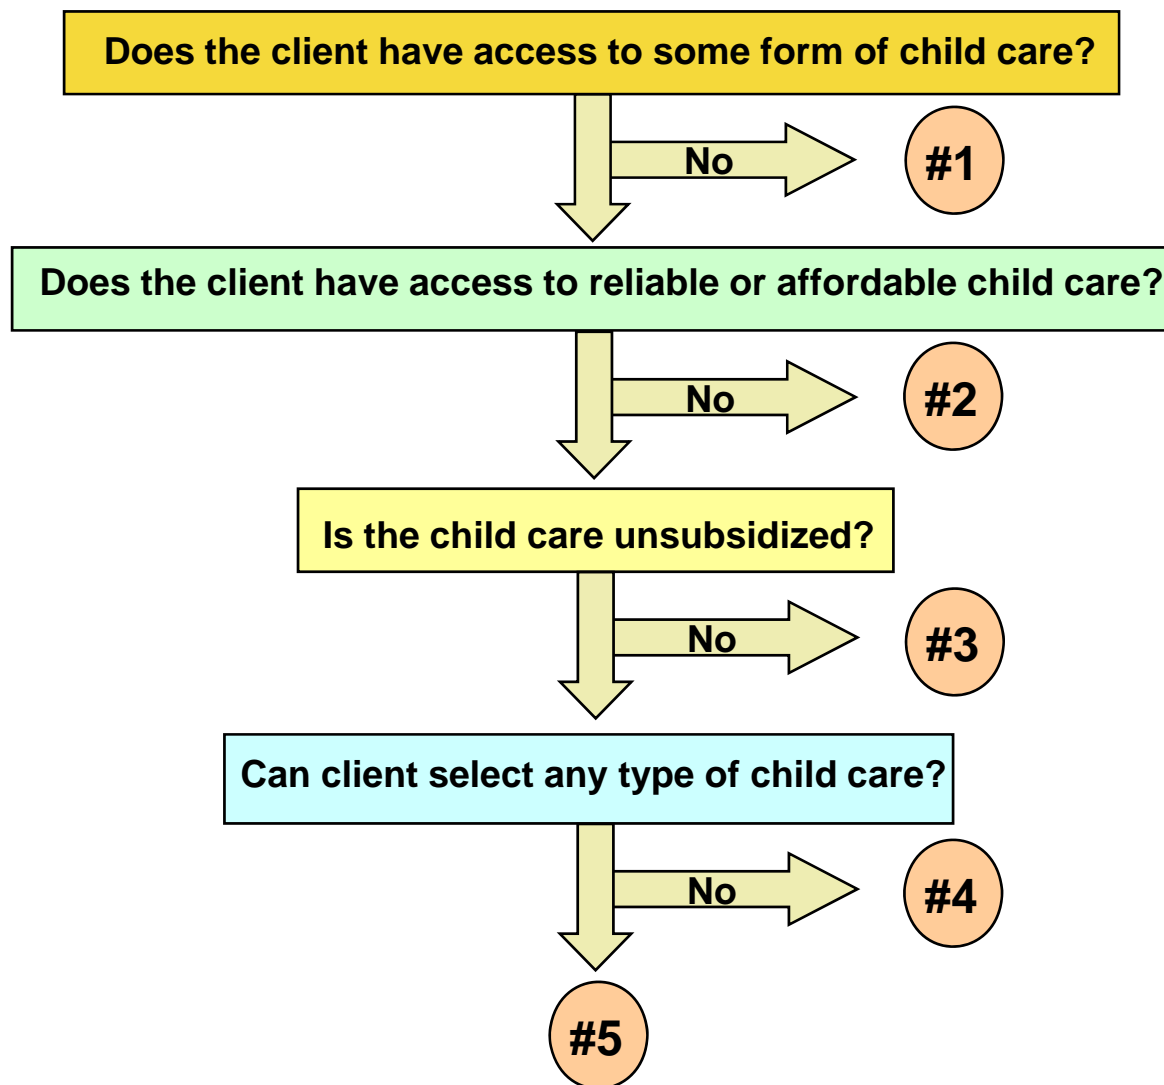 Does the client have access to some form of child care?
No
#1
Does the client have access to reliable or affordable child care?
No
#2
Is the child care unsubsidized?
No
#3
Can client select any type of child care?
No
#4
#5